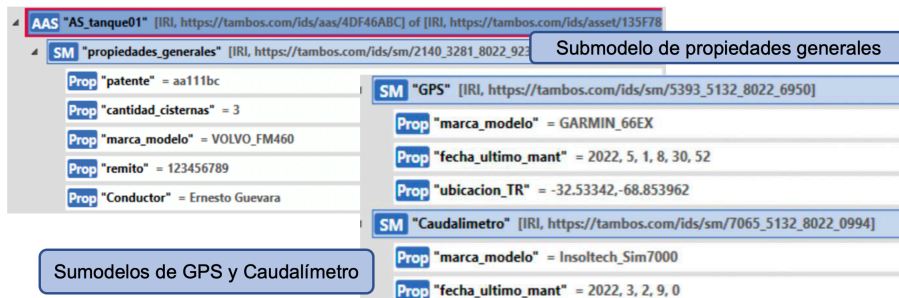 AAS "AS_tanque01" [IRI, https://tambos.com/ids/aas/4DF46ABC] of [IRI, https://tambos.com/ids/asset/135F78
SM "propiedades_generales" [IRI, https://tambos.com/ids/sm/2140_3281_8022_923
Submodelo de propiedades generales
Prop "patente" = aa111bc
Prop "cantidad_cisternas" = 3
Prop "marca_modelo" = VOLVO_FM460
Prop "remito" = 123456789
Prop "Conductor" = Ernesto Guevara
SM "GPS" [IRI, https://tambos.com/ids/sm/5393_5132_8022_6950]
Prop "marca_modelo" = GARMIN_66EX
Prop "fecha_ultimo_mant" = 2022, 5, 1, 8, 30, 52
Prop "ubicacion_TR" = -32.53342,-68.853962
SM "Caudalimetro" [IRI, https://tambos.com/ids/sm/7065_5132_8022_0994]
Prop "marca_modelo" = Insoltech_Sim7000
Prop "fecha_ultimo_mant" = 2022, 3, 2, 9, 0
Sumodelos de GPS y Caudalímetro